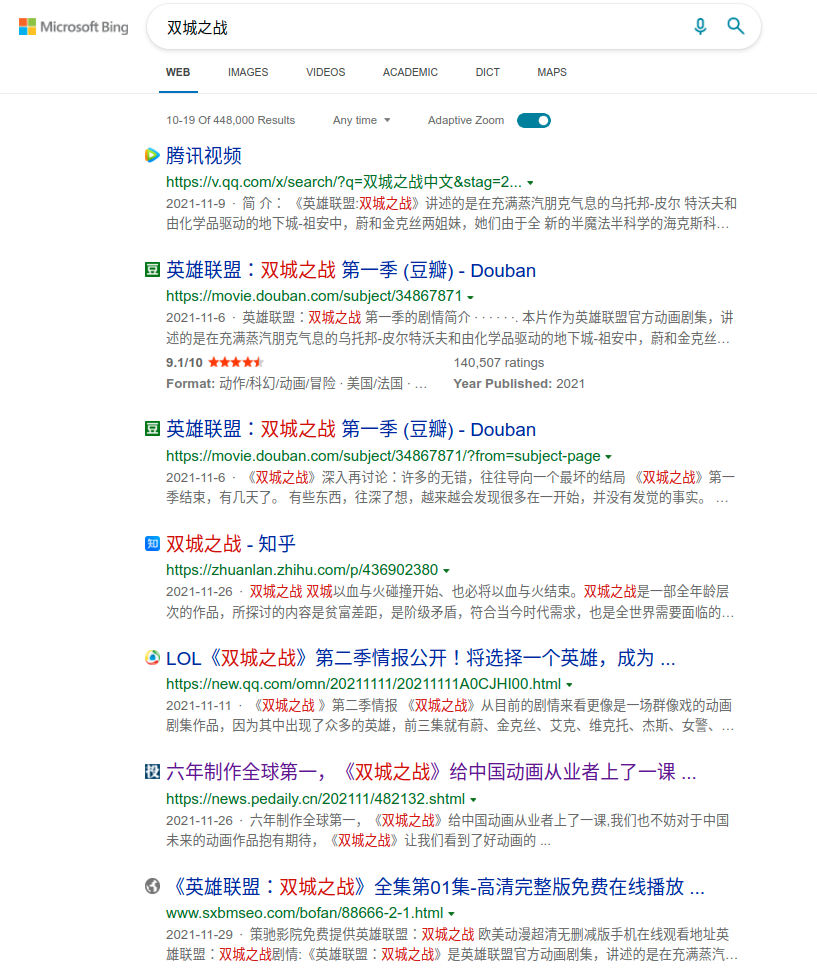 Microsoft Bing
双城之战
WEB IMAGES VIDEOS ACADEMIC DICT MAPS
10-19 Of 448,000 Results Any time Adaptive Zoom
腾讯视频
https://v.qq.com/x/search/?q=双城之战中文&stag=2...
2021-11-9 · 简 介： 《英雄联盟:双城之战》讲述的是在充满蒸汽朋克气息的乌托邦-皮尔 特沃夫和
由化学品驱动的地下城-祖安中，蔚和金克丝两姐妹，她们由于全 新的半魔法半科学的海克斯科…
豆 英雄联盟：双城之战 第一季 (豆瓣) - Douban
https://movie.douban.com/subject/34867871
2021-11-6 · 英雄联盟：双城之战 第一季的剧情简介 · · · · · ·. 本片作为英雄联盟官方动画剧集，讲
述的是在充满蒸汽朋克气息的乌托邦-皮尔特沃夫和由化学品驱动的地下城-祖安中，蔚和金克丝…
9.1/10 140,507 ratings
Format: 动作/科幻/动画/冒险 · 美国/法国 · … Year Published: 2021
豆 英雄联盟：双城之战 第一季 (豆瓣) - Douban
https://movie.douban.com/subject/34867871/?from=subject-page
2021-11-6 · 《双城之战》深入再讨论：许多的无错，往往导向一个最坏的结局 《双城之战》第一
季结束，有几天了。 有些东西，往深了想，越来越会发现很多在一开始，并没有发觉的事实。 …
知 双城之战 - 知乎
https://zhuanlan.zhihu.com/p/436902380
2021-11-26 · 双城之战 双城以血与火碰撞开始、也必将以血与火结束。双城之战是一部全年龄层
次的作品，所探讨的内容是贫富差距，是阶级矛盾，符合当今时代需求，也是全世界需要面临的…
LOL《双城之战》第二季情报公开！将选择一个英雄，成为 ...
https://new.qq.com/omn/20211111/20211111A0CJHI00.html
2021-11-11 · 《双城之战 》第二季情报 《双城之战》从目前的剧情来看更像是一场群像戏的动画
剧集作品，因为其中出现了众多的英雄，前三集就有蔚、金克丝、艾克、维克托、杰斯、女警、…
投 六年制作全球第一，《双城之战》给中国动画从业者上了一课 ...
https://news.pedaily.cn/202111/482132.shtml
2021-11-26 · 六年制作全球第一，《双城之战》给中国动画从业者上了一课,我们也不妨对于中国
未来的动画作品抱有期待，《双城之战》让我们看到了好动画的 ...
《英雄联盟：双城之战》全集第01集-高清完整版免费在线播放 ...
www.sxbmseo.com/bofan/88666-2-1.html
2021-11-29 · 策驰影院免费提供英雄联盟：双城之战 欧美动漫超清无删减版手机在线观看地址英
雄联盟：双城之战剧情:《英雄联盟：双城之战》是英雄联盟官方动画剧集，讲述的是在充满蒸汽…